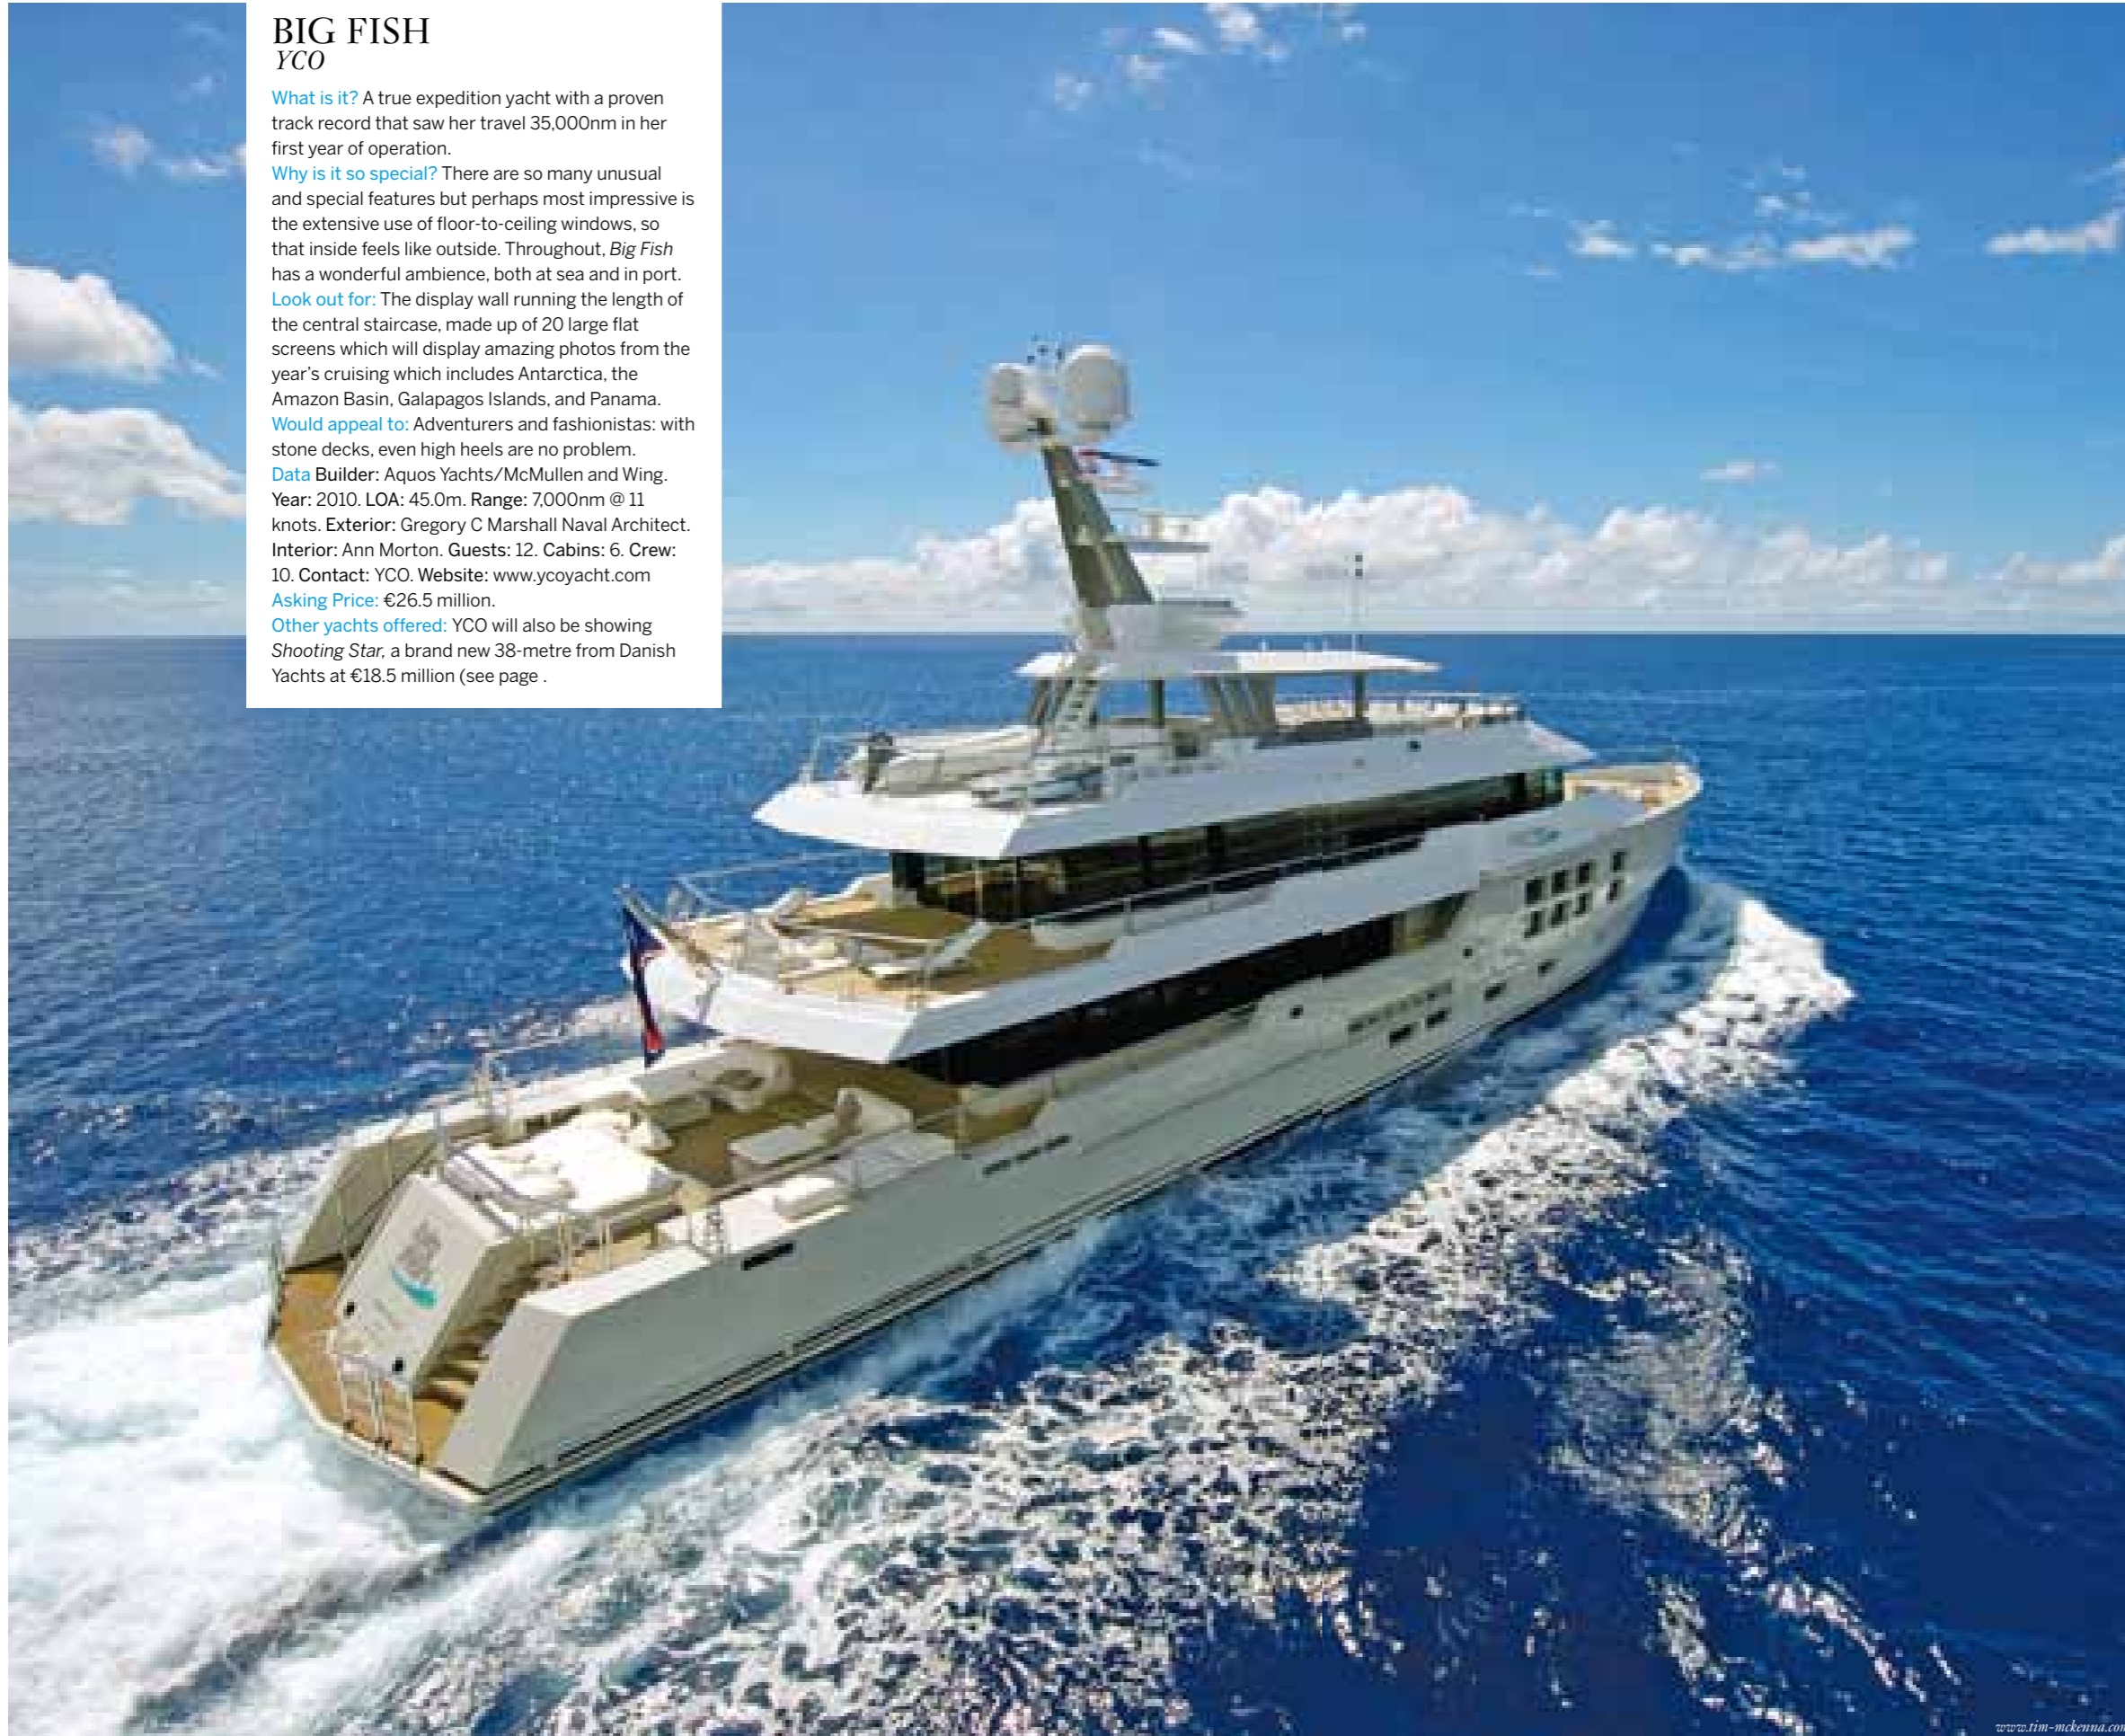 BIG FISH
YCO
What is it? A true expedition yacht with a proven
track record that saw her travel 35,000nm in her
first year of operation.
Why is it so special? There are so many unusual
and special features but perhaps most impressive is
the extensive use of floor-to-ceiling windows, so
that inside feels like outside. Throughout, Big Fish
has a wonderful ambience, both at sea and in port.
Look out for: The display wall running the length of
the central staircase, made up of 20 large flat
screens which will display amazing photos from the
year's cruising which includes Antarctica, the
Amazon Basin, Galapagos Islands, and Panama.
Would appeal to: Adventurers and fashionistas: with
stone decks, even high heels are no problem.
Data Builder: Aquos Yachts/McMullen and Wing.
Year: 2010. LOA: 45.0m. Range: 7,000nm @ 11
knots. Exterior: Gregory C Marshall Naval Architect.
Interior: Ann Morton. Guests: 12. Cabins: 6. Crew:
10. Contact: YCO. Website: www.ycoyacht.com
Asking Price: €26.5 million.
Other yachts offered: YCO will also be showing
Shooting Star, a brand new 38-metre from Danish
Yachts at €18.5 million (see page .